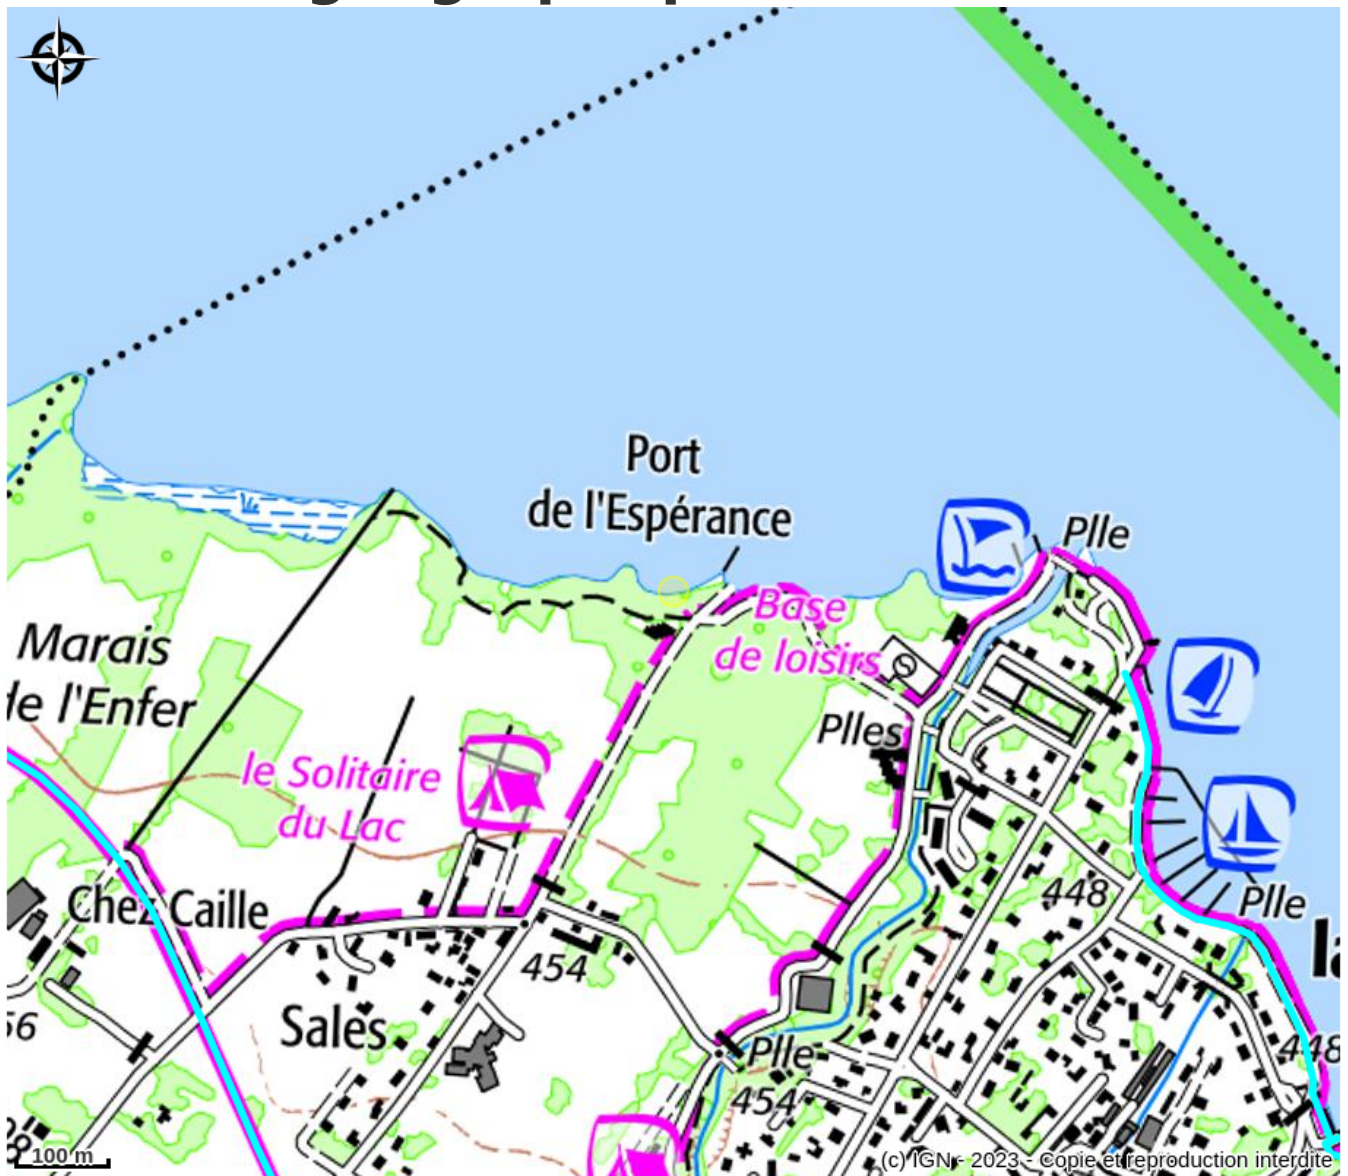 Port
de l'Espérance
Plle
Base
de loisirs
Marais
de l'Enfer
Plles
le Solitaire
du Lac
448
Plle
Chez Caille
454
Sales
Plle
448
454
100 m
(c) IGN - 2023 - Copie et reproduction interdite